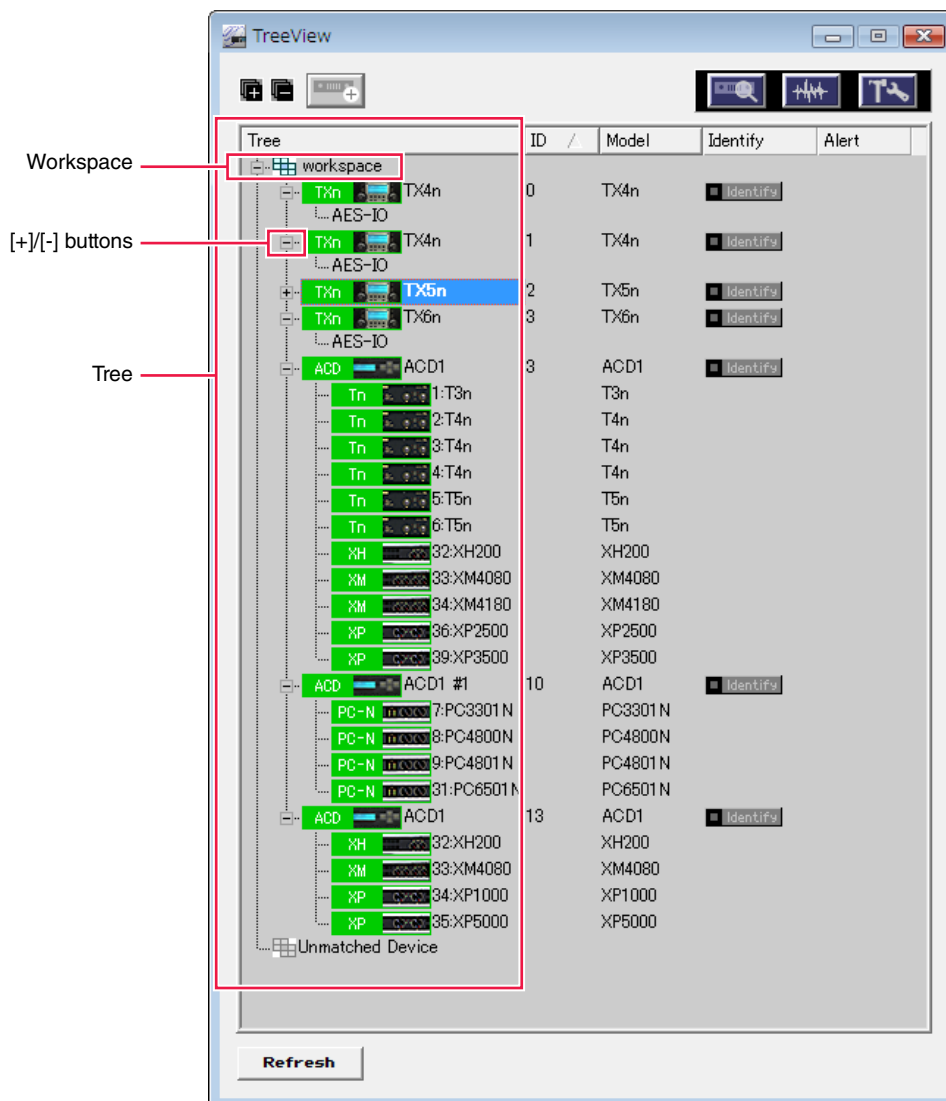 TreeView
Tree ID Model Identify Alert
Workspace
workspace
TXn TX4n 0 TX4n Identify
AES-IO
[+]/[-] buttons
TXn TX4n 1 TX4n Identify
AES-IO
TXn TX5n 2 TX5n Identify
TXn TX6n 3 TX6n Identify
AES-IO
Tree
ACD ACD1 3 ACD1 Identify
Tn 1:T3n T3n
Tn 2:T4n T4n
Tn 3:T4n T4n
Tn 4:T4n T4n
Tn 5:T5n T5n
Tn 6:T5n T5n
XH 32:XH200 XH200
XM 33:XM4080 XM4080
XM 34:XM4180 XM4180
XP 36:XP2500 XP2500
XP 39:XP3500 XP3500
ACD ACD1 #1 10 ACD1 Identify
PC-N 7:PC3301N PC3301N
PC-N 8:PC4800N PC4800N
PC-N 9:PC4801N PC4801N
PC-N 31:PC6501N PC6501N
ACD ACD1 13 ACD1 Identify
XH 32:XH200 XH200
XM 33:XM4080 XM4080
XP 34:XP1000 XP1000
XP 35:XP5000 XP5000
Unmatched Device
Refresh